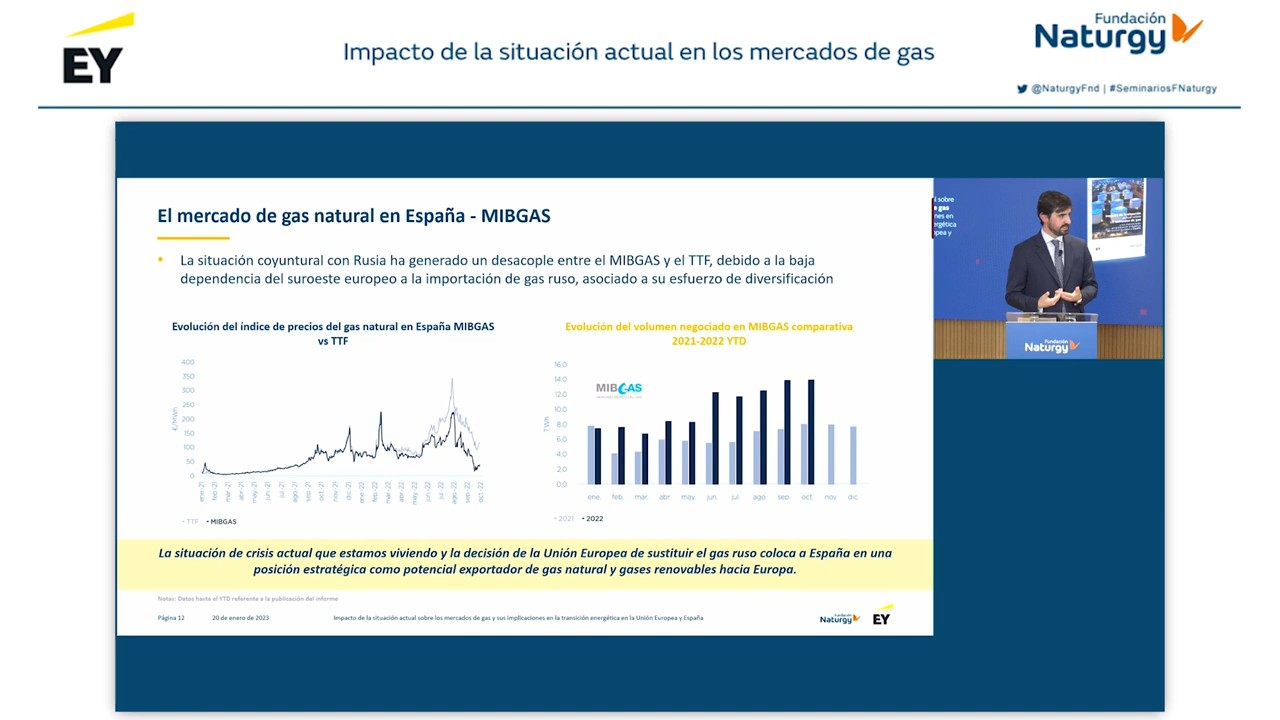 EY
Impacto de la situación actual en los mercados de gas
Fundación
Naturgy
@NaturgyFnd | #SeminariosFNaturgy
El mercado de gas natural en España - MIBGAS
La situación coyuntural con Rusia ha generado un desacople entre el MIBGAS y el TTF, debido a la baja
dependencia del suroeste europeo a la importación de gas ruso, asociado a su esfuerzo de diversificación
Evolución del índice de precios del gas natural en España MIBGAS
vs TTF
400
350
300
250
200
150
100
50
0
€/MWh
ene.-21
feb.-21
mar.-21
abr.-21
may.-21
jun.-21
jul.-21
ago.-21
sep.-21
oct.-21
nov.-21
dic.-21
ene.-22
feb.-22
mar.-22
abr.-22
may.-22
jun.-22
jul.-22
ago.-22
sep.-22
oct.-22
TTF MIBGAS
Evolución del volumen negociado en MIBGAS comparativa
2021-2022 YTD
16,0
14,0
12,0
10,0
8,0
6,0
4,0
2,0
0,0
TWh
MIBGAS
ene. feb. mar. abr. may. jun. jul. ago. sep. oct. nov. dic.
2021 2022
La situación de crisis actual que estamos viviendo y la decisión de la Unión Europea de sustituir el gas ruso coloca a España en una
posición estratégica como potencial exportador de gas natural y gases renovables hacia Europa.
Notas: Datos hasta el YTD referente a la publicación del informe
Página 12 20 de enero de 2023 Impacto de la situación actual sobre los mercados de gas y sus implicaciones en la transición energética en la Unión Europea y España
Fundación
Naturgy
EY
l sobre
gas
nes en
ergética
opea y
EY
Fundación
Naturgy